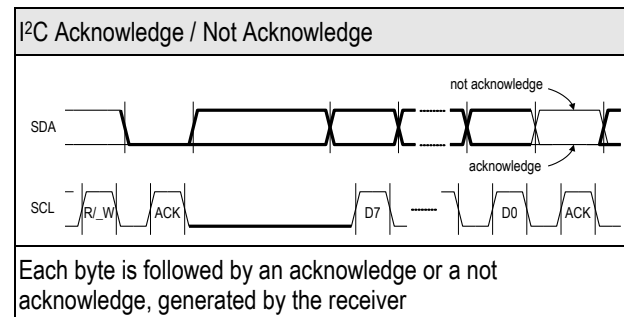 I²C Acknowledge / Not Acknowledge
not acknowledge
SDA
acknowledge
SCL R/_W ACK D7 D0 ACK
Each byte is followed by an acknowledge or a not
acknowledge, generated by the receiver